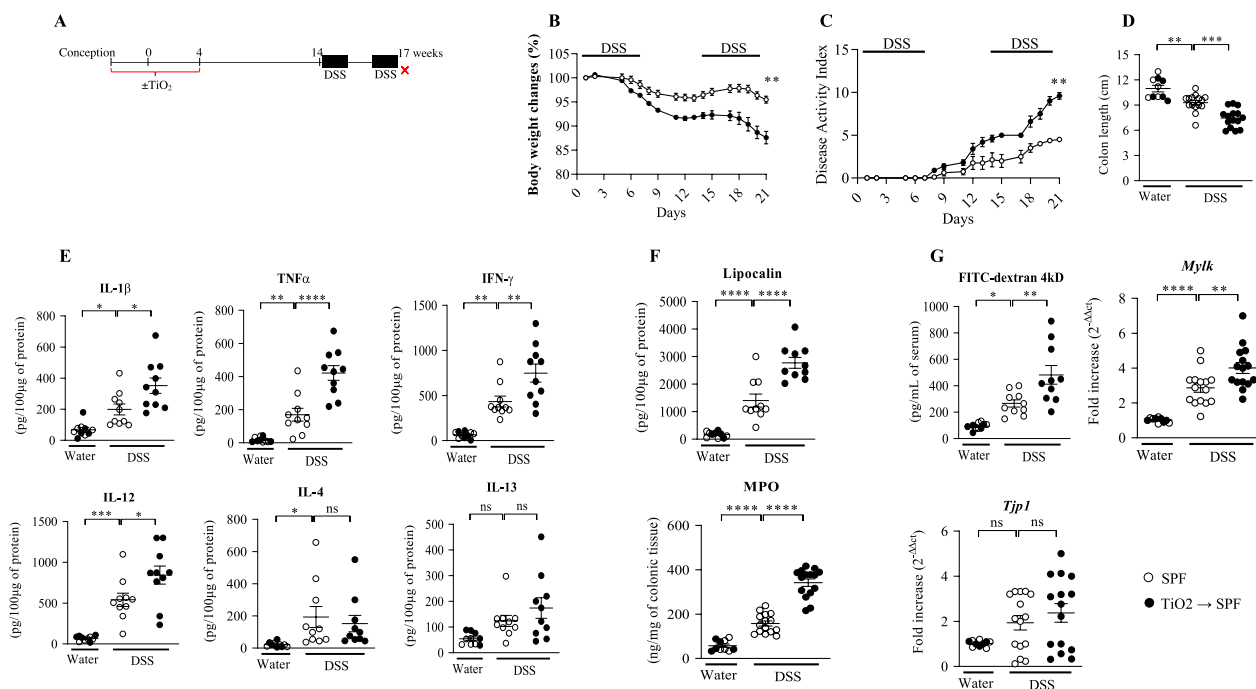 A
Conception
0
4
14
17 weeks
DSS
DSS
±TiO₂
B
DSS
DSS
Body weight changes (%)
105
100
95
90
85
80
**
0 3 6 9 12 15 18 21
Days
C
DSS
DSS
Disease Activity Index
15
10
5
0
**
0 3 6 9 12 15 18 21
Days
D
** ***
Colon length (cm)
15
12
9
6
3
0
Water DSS
E
IL-1β
* *
(pg/100µg of protein)
800
600
400
200
0
Water DSS
TNFα
** ****
(pg/100µg of protein)
800
600
400
200
0
Water DSS
IFN-γ
** **
(pg/100µg of protein)
1500
1000
500
0
Water DSS
IL-12
*** *
(pg/100µg of protein)
1500
1000
500
0
Water DSS
IL-4
* ns
(pg/100µg of protein)
800
600
400
200
0
Water DSS
IL-13
ns ns
(pg/100µg of protein)
500
400
300
200
100
0
Water DSS
F
Lipocalin
**** ****
(pg/100µg of protein)
6000
5000
4000
3000
2000
1000
0
Water DSS
MPO
**** ****
(ng/mg of colonic tissue)
600
400
200
0
Water DSS
G
FITC-dextran 4kD
* **
(pg/mL of serum)
1000
800
600
400
200
0
Water DSS
Mylk
**** **
Fold increase (2^-ΔΔct)
8
6
4
2
0
Water DSS
Tjp1
ns ns
Fold increase (2^-ΔΔct)
6
4
2
0
Water DSS
SPF
TiO2 → SPF